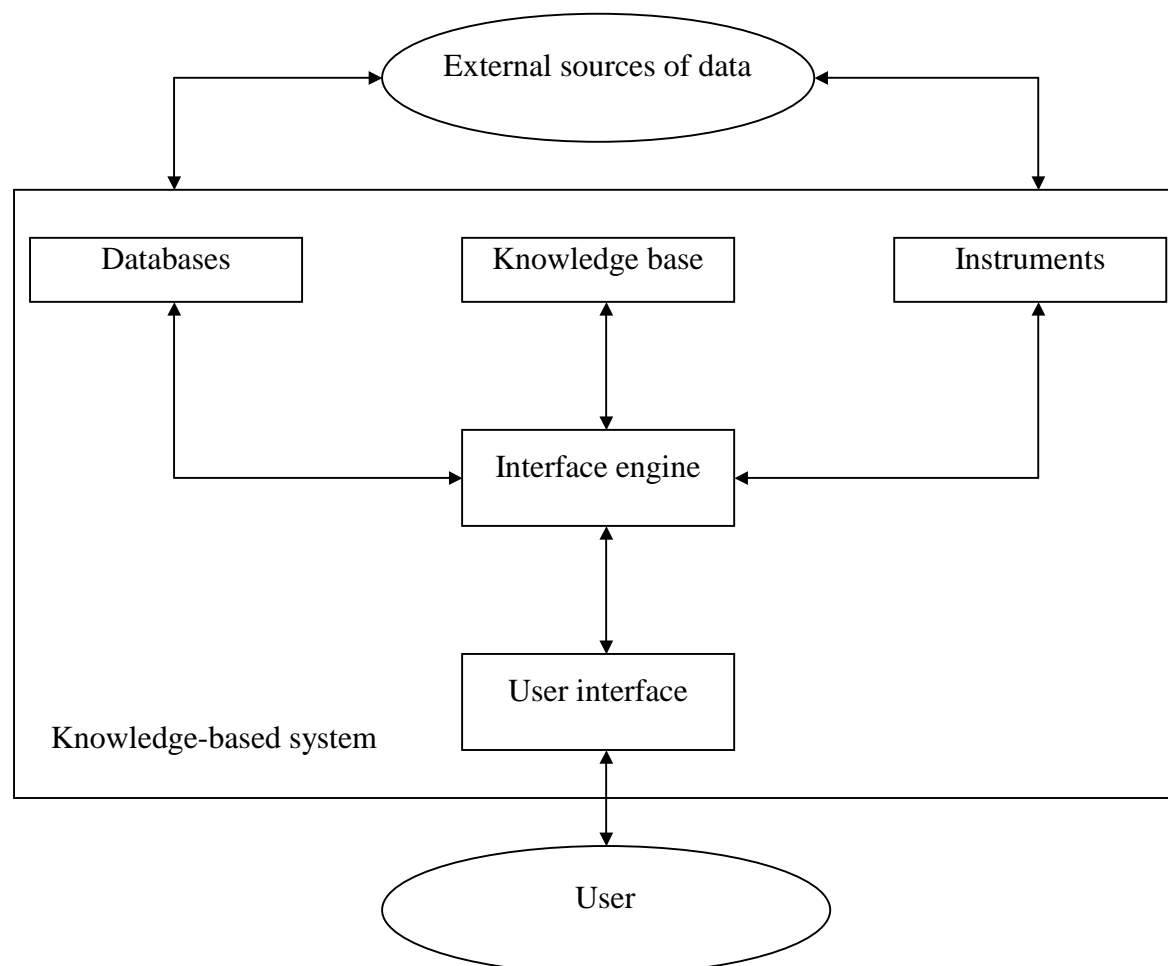 External sources of data
Databases
Knowledge base
Instruments
Interface engine
User interface
Knowledge-based system
User